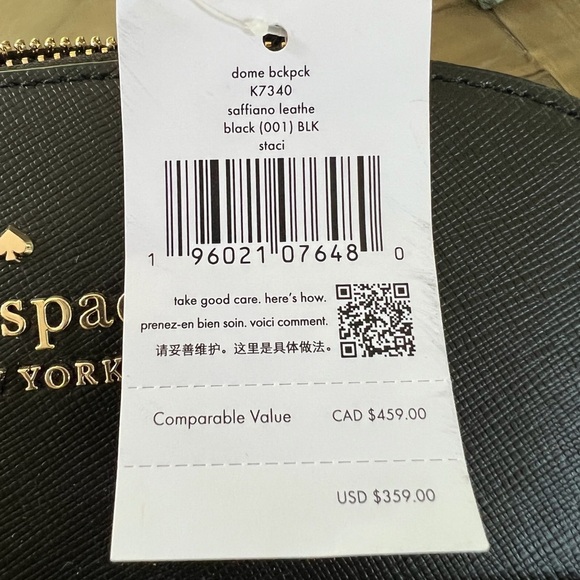 dome bckpck
K7340
saffiano leathe
black (001) BLK
staci
1 96021 07648 0
take good care. here's how.
prenez-en bien soin. voici comment.
请妥善维护。这里是具体做法。
Comparable Value CAD $459.00
USD $359.00
spad
YORK